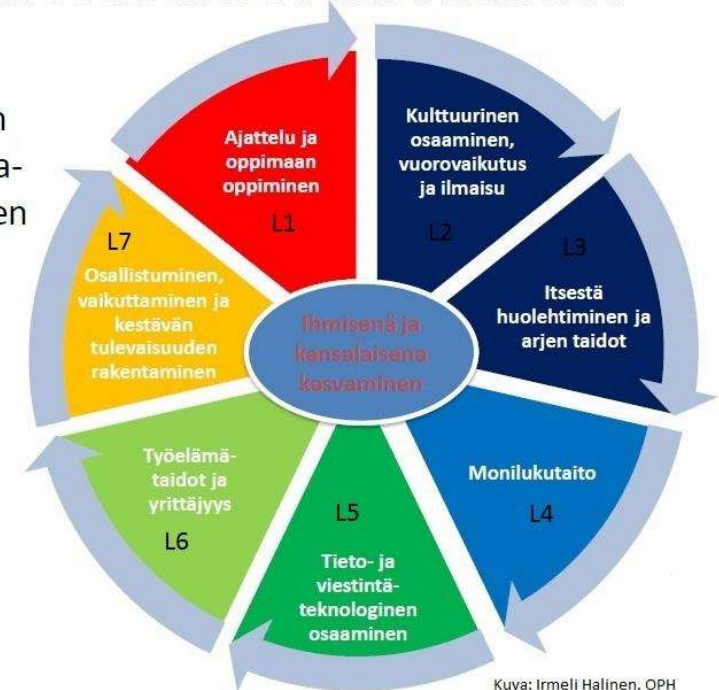 Ajattelu ja
oppimaan
oppiminen
L1
Kulttuurinen
osaaminen,
vuorovaikutus
ja ilmaisu
L2
L3
Itsestä
huolehtiminen ja
arjen taidot
Monilukutaito
L4
L5
Tieto- ja
viestintä-
teknologinen
osaaminen
Työelämä-
taidot ja
yrittäjyys
L6
L7
Osallistuminen,
vaikuttaminen ja
kestävän
tulevaisuuden
rakentaminen
Ihmisenä ja
kansalaisena
kasvaminen
Kuva: Irmeli Halinen, OPH